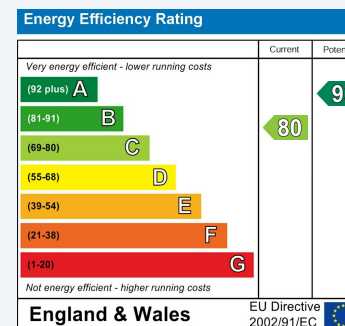 Energy Efficiency Rating
Current
Very energy efficient - lower running costs
(92 plus) A
(81-91) B
(69-80) C
(55-68) D
(39-54) E
(21-38) F
(1-20) G
80
9
Not energy efficient - higher running costs
England & Wales
EU Directive
2002/91/EC